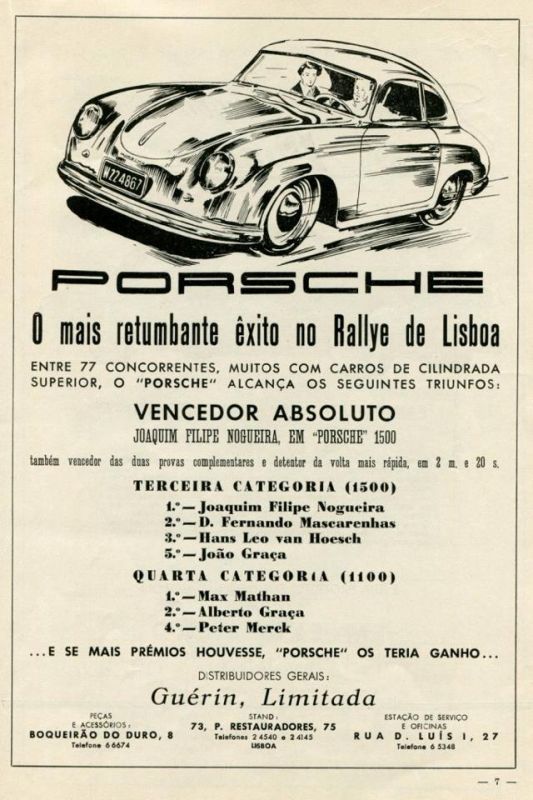 W224867
PORSCHE
O mais retumbante êxito no Rallye de Lisboa
ENTRE 77 CONCORRENTES, MUITOS COM CARROS DE CILINDRADA
SUPERIOR, O "PORSCHE" ALCANÇA OS SEGUINTES TRIUNFOS:
VENCEDOR ABSOLUTO
JOAQUIM FILIPE NOGUEIRA, EM "PORSCHE" 1500
também vencedor das duas provas complementares e detentor da volta mais rápida, em 2 m. e 20 s.
TERCEIRA CATEGORIA (1500)
1.º—Joaquim Filipe Nogueira
2.º—D. Fernando Mascarenhas
3.º—Hans Leo van Hoesch
5.º—João Graça
QUARTA CATEGORIA (1100)
1.º—Max Mathan
2.º—Alberto Graça
4.º—Peter Merck
...E SE MAIS PRÉMIOS HOUVESSE, "PORSCHE" OS TERIA GANHO...
DISTRIBUIDORES GERAIS:
Guérin, Limitada
PEÇAS
E ACESSÓRIOS:
BOQUEIRÃO DO DURO, 8
Telefone 6 6674
STAND:
73, P. RESTAURADORES, 75
Telefones 2 4540 e 2 4145
LISBOA
ESTAÇÃO DE SERVIÇO
E OFICINAS
RUA D. LUÍS I, 27
Telefone 6 5348
— 7 —